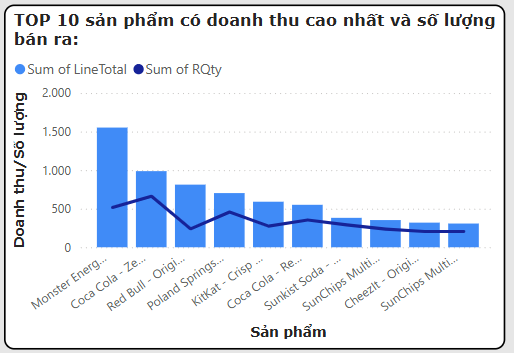 TOP 10 sản phẩm có doanh thu cao nhất và số lượng
bán ra:
Sum of LineTotal Sum of RQty
Doanh thu/Số lượng
2.000
1.500
1.000
500
0
Monster Energ...
Coca Cola - Ze...
Red Bull - Origi...
Poland Springs...
KitKat - Crisp ...
Coca Cola - Re...
Sunkist Soda - ...
SunChips Multi...
CheezIt - Origi...
SunChips Multi...
Sản phẩm